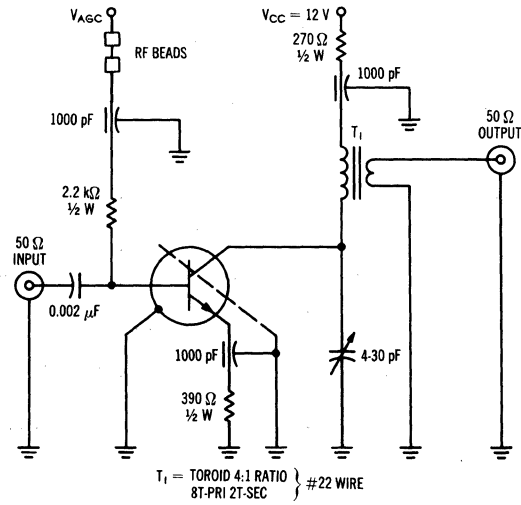 V_AGC
V_CC = 12 V
270 Ω
½ W
RF BEADS
1000 pF
1000 pF
50 Ω
OUTPUT
T₁
2.2 kΩ
½ W
50 Ω
INPUT
0.002 μF
1000 pF
4-30 pF
390 Ω
½ W
T₁ = TOROID 4:1 RATIO
8T-PRI 2T-SEC
#22 WIRE